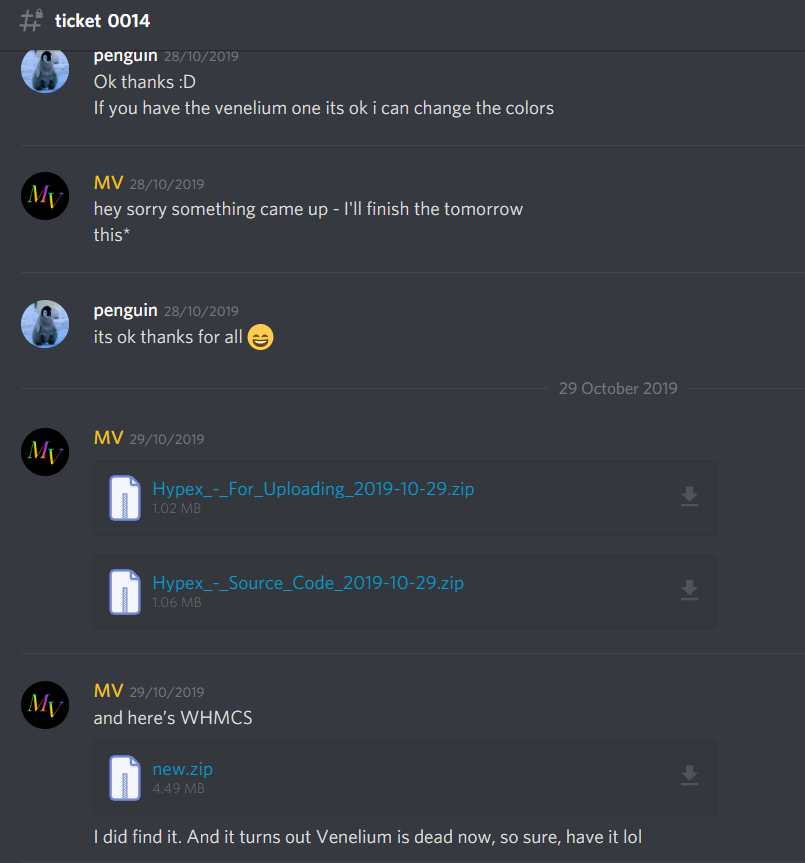 ticket 0014
penguin 28/10/2019
Ok thanks :D
If you have the venelium one its ok i can change the colors
MV
MV 28/10/2019
hey sorry something came up - I'll finish the tomorrow
this*
penguin 28/10/2019
its ok thanks for all
29 October 2019
MV
MV 29/10/2019
Hypex_-_For_Uploading_2019-10-29.zip
1.02 MB
Hypex_-_Source_Code_2019-10-29.zip
1.06 MB
MV
MV 29/10/2019
and here’s WHMCS
new.zip
4.49 MB
I did find it. And it turns out Venelium is dead now, so sure, have it lol